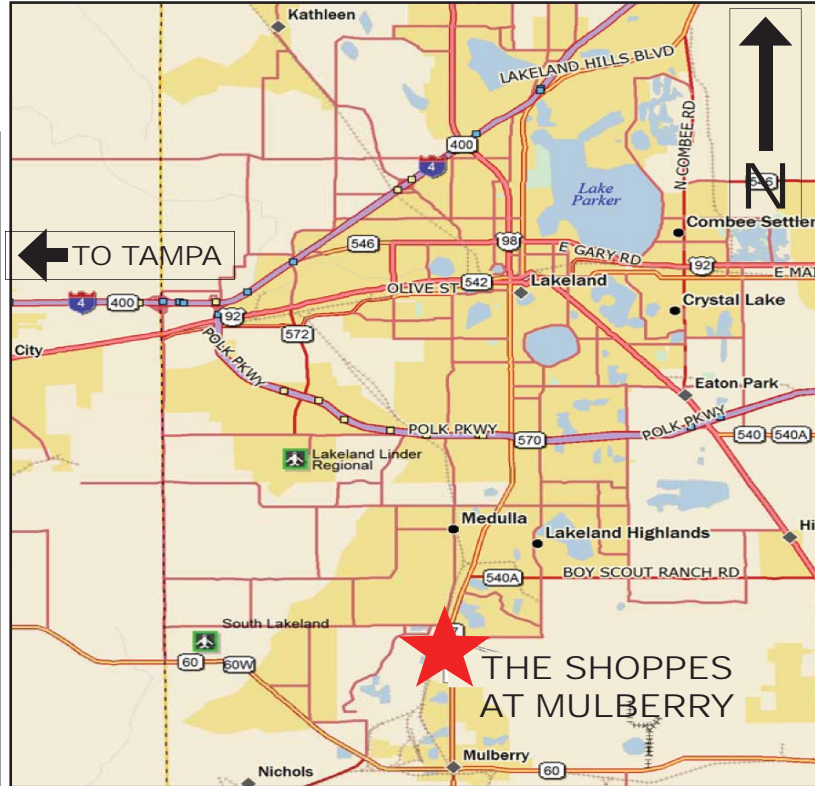 Kathleen
LAKELAND HILLS BLVD
400
4
N COMBEE RD
N
Lake
Parker
Combee Settler
TO TAMPA
546
98
E GARY RD
92
E MAI
4
400
OLIVE ST
542
Lakeland
Crystal Lake
92
City
572
POLK PKWY
Eaton Park
POLK PKWY
570
POLK PKWY
540
540A
Lakeland Linder
Regional
Medulla
Lakeland Highlands
Hi
540A
BOY SCOUT RANCH RD
South Lakeland
60
60W
THE SHOPPES
AT MULBERRY
Mulberry
60
Nichols